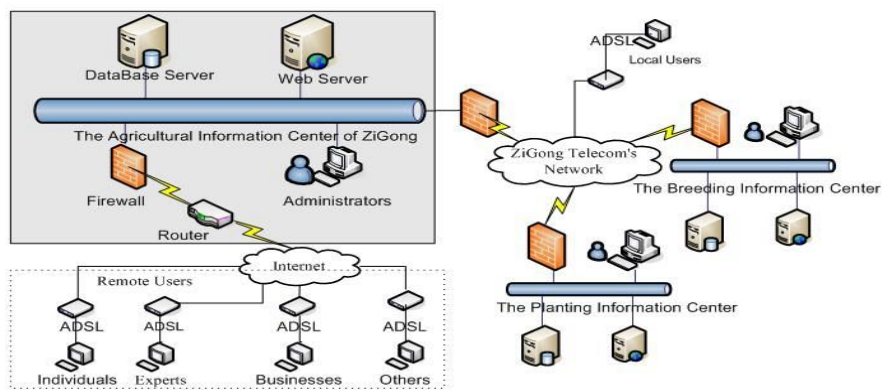 DataBase Server
Web Server
The Agricultural Information Center of ZiGong
Firewall
Administrators
Router
Internet
Remote Users
ADSL
ADSL
ADSL
ADSL
Individuals
Experts
Businesses
Others
ADSL
Local Users
ZiGong Telecom's
Network
The Breeding Information Center
The Planting Information Center